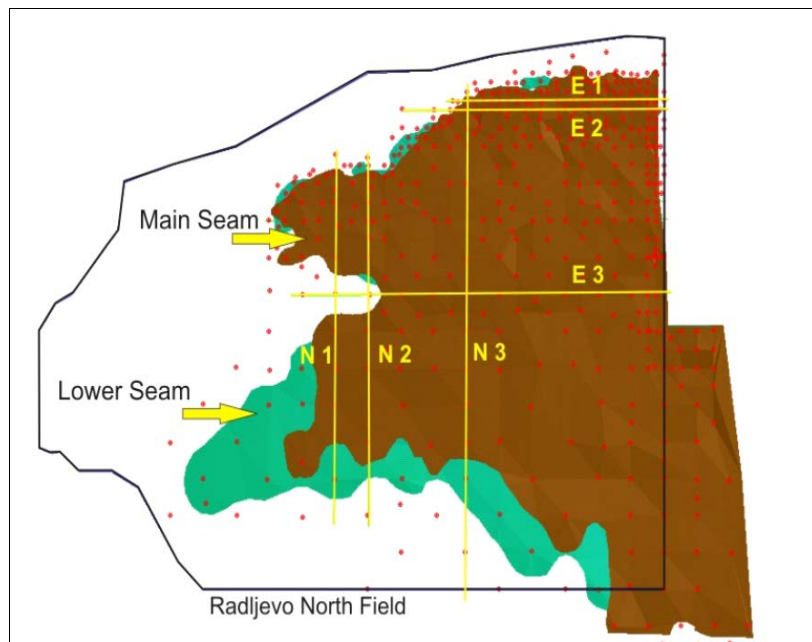 E 1
E 2
Main Seam
E 3
N 1
N 2
N 3
Lower Seam
Radljevo North Field